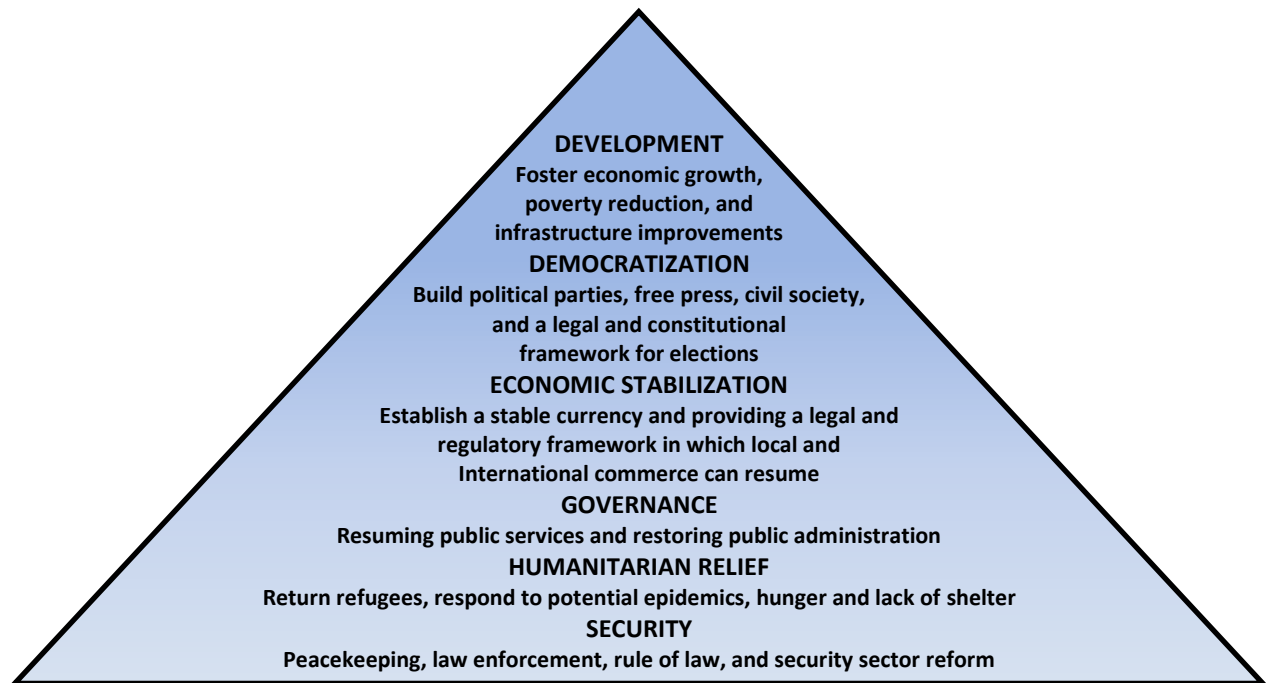 DEVELOPMENT
Foster economic growth,
poverty reduction, and
infrastructure improvements
DEMOCRATIZATION
Build political parties, free press, civil society,
and a legal and constitutional
framework for elections
ECONOMIC STABILIZATION
Establish a stable currency and providing a legal and
regulatory framework in which local and
International commerce can resume
GOVERNANCE
Resuming public services and restoring public administration
HUMANITARIAN RELIEF
Return refugees, respond to potential epidemics, hunger and lack of shelter
SECURITY
Peacekeeping, law enforcement, rule of law, and security sector reform